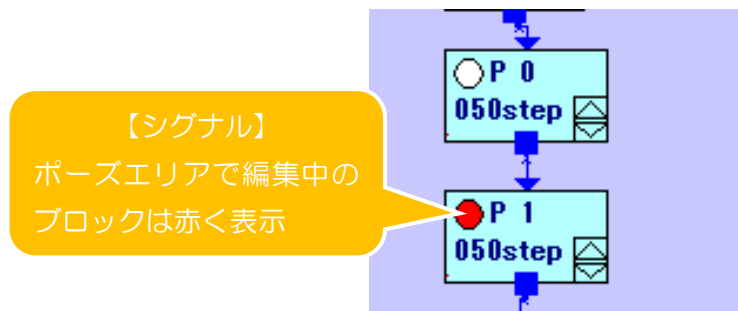 P 0
050step
【シグナル】
ポーズエリアで編集中の
ブロックは赤く表示
P 1
050step